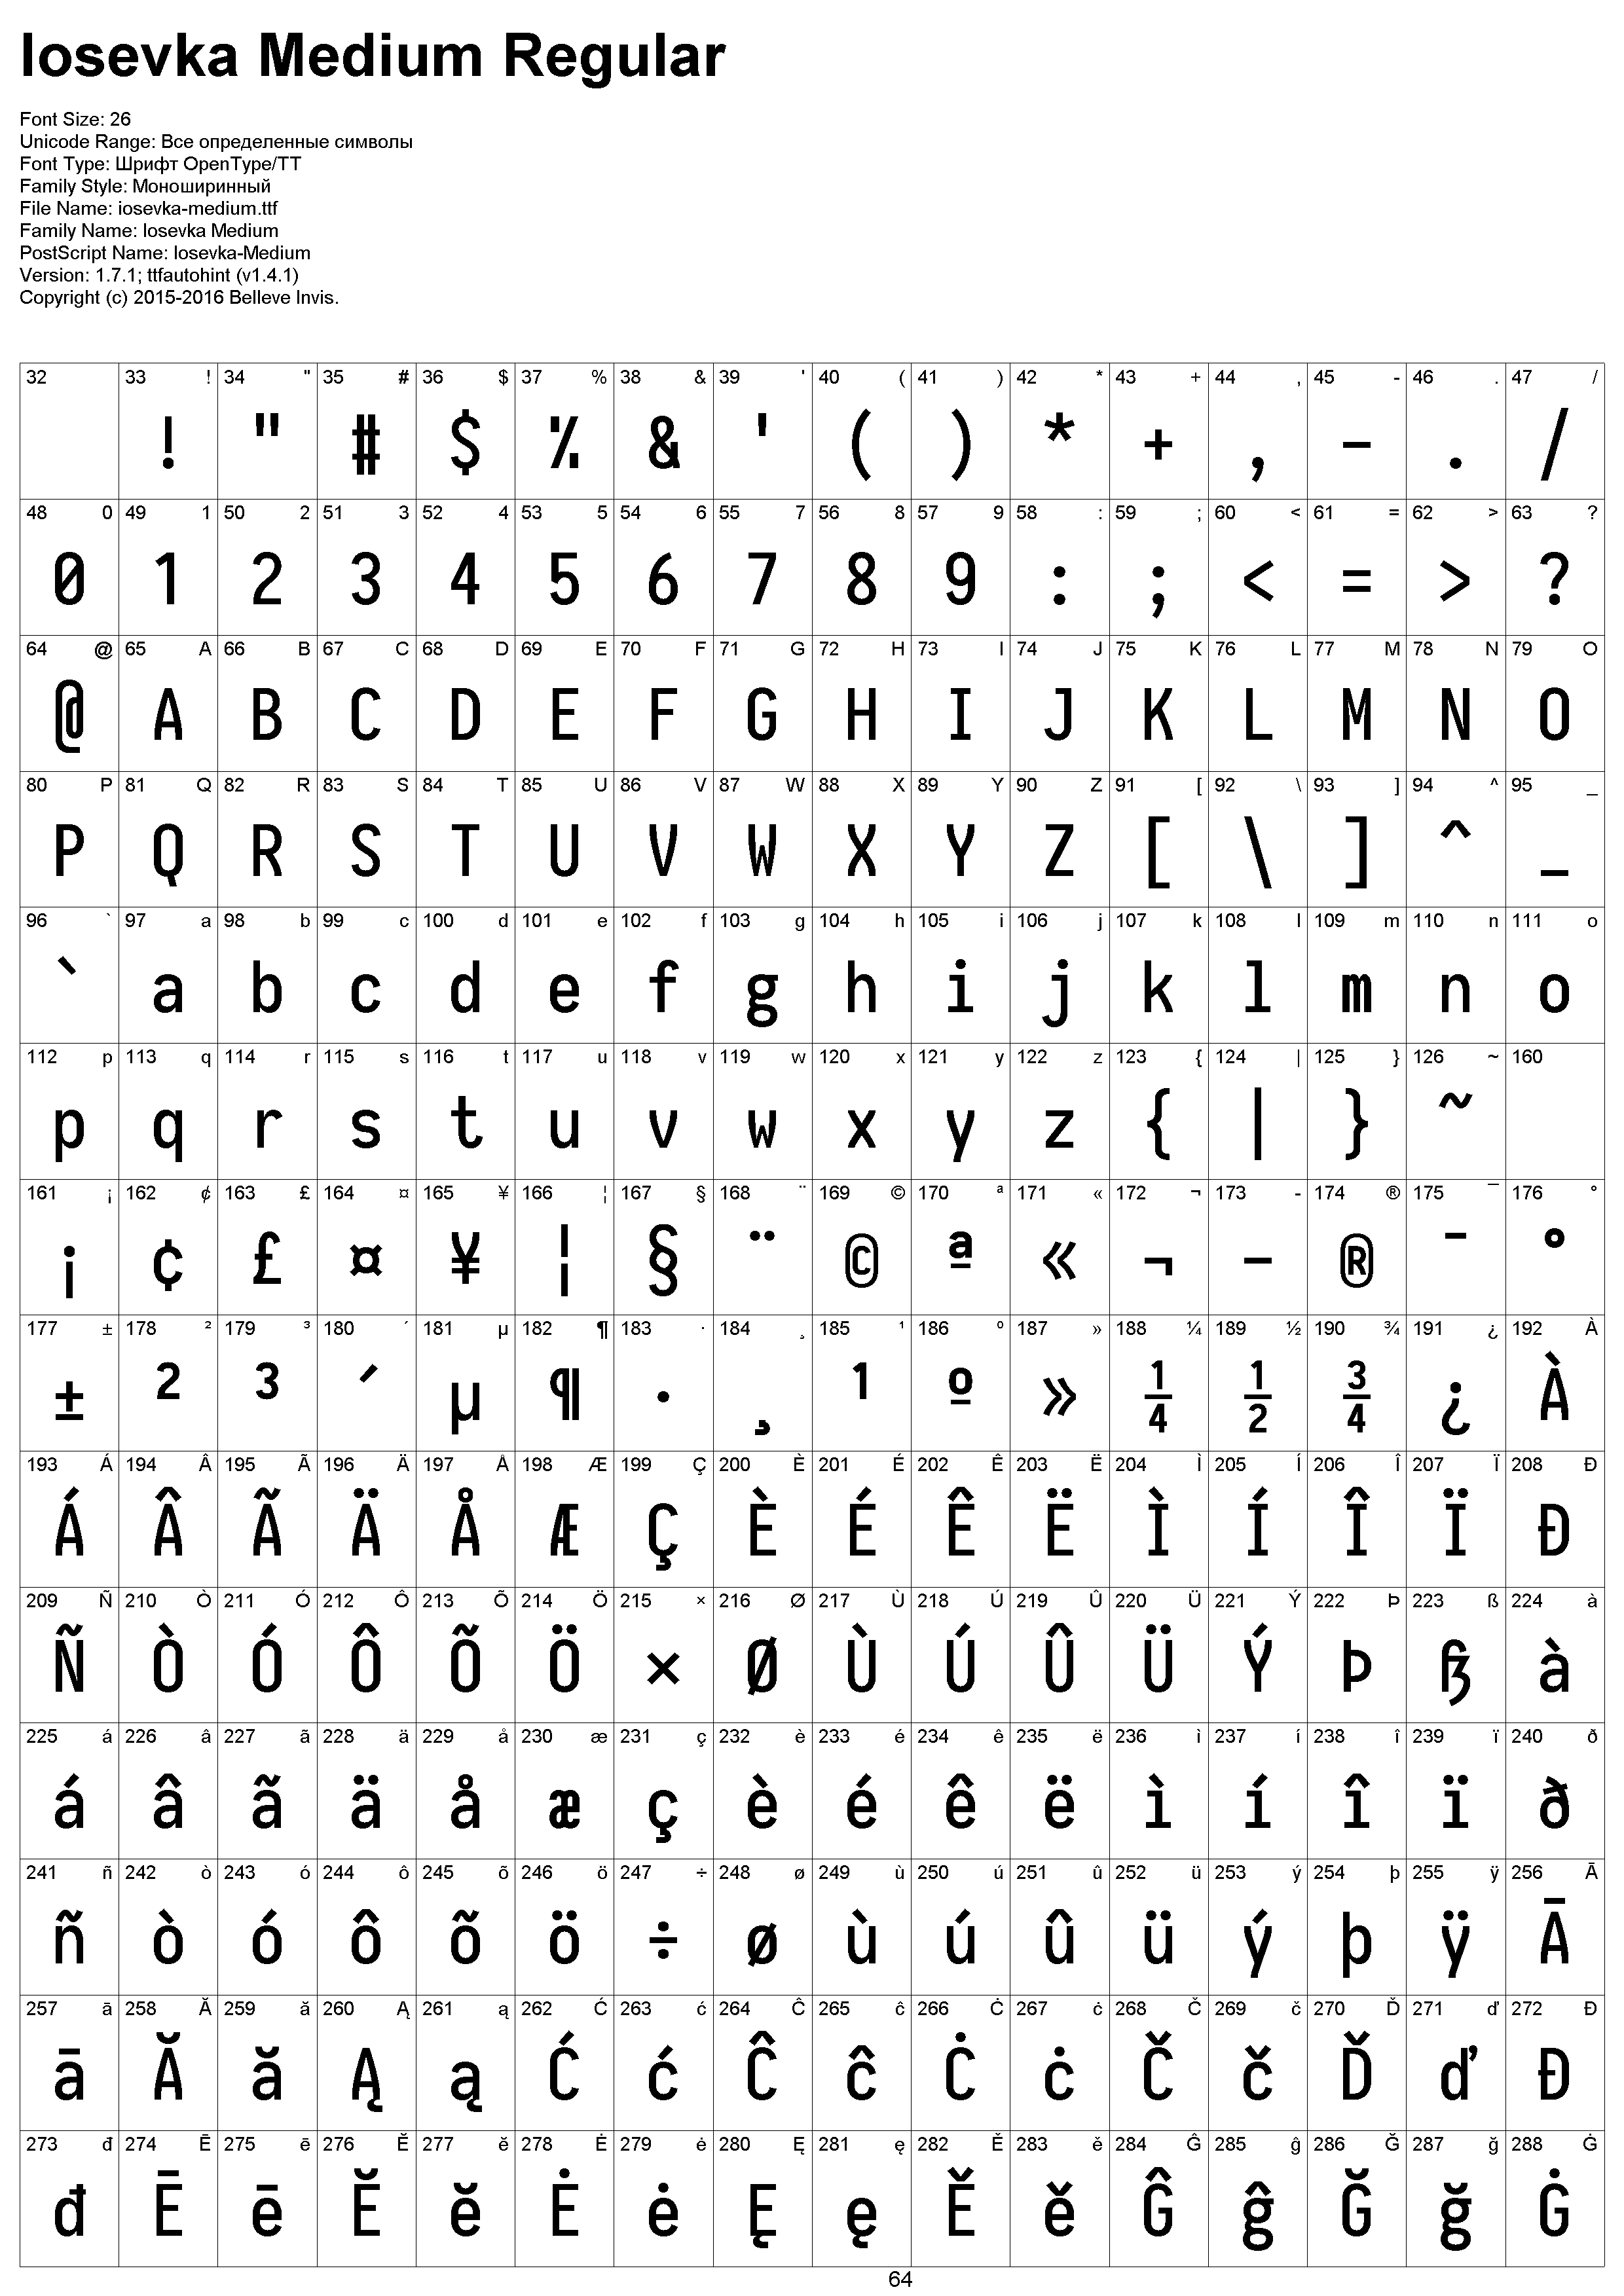 Iosevka Medium Regular
Font Size: 26
Unicode Range: Все определенные символы
Font Type: Шрифт OpenType/TT
Family Style: Моноширинный
File Name: iosevka-medium.ttf
Family Name: Iosevka Medium
PostScript Name: Iosevka-Medium
Version: 1.7.1; ttfautohint (v1.4.1)
Copyright (c) 2015-2016 Belleve Invis.
32 33 ! 34 " 35 # 36 $ 37 % 38 & 39 ' 40 ( 41 ) 42 * 43 + 44 , 45 - 46 . 47 /
! " # $ % & ' ( ) * + , - . /
48 0 49 1 50 2 51 3 52 4 53 5 54 6 55 7 56 8 57 9 58 : 59 ; 60 < 61 = 62 > 63 ?
0 1 2 3 4 5 6 7 8 9 : ; < = > ?
64 @ 65 A 66 B 67 C 68 D 69 E 70 F 71 G 72 H 73 I 74 J 75 K 76 L 77 M 78 N 79 O
@ A B C D E F G H I J K L M N O
80 P 81 Q 82 R 83 S 84 T 85 U 86 V 87 W 88 X 89 Y 90 Z 91 [ 92 \ 93 ] 94 ^ 95 _
P Q R S T U V W X Y Z [ \ ] ^ _
96 ` 97 a 98 b 99 c 100 d 101 e 102 f 103 g 104 h 105 i 106 j 107 k 108 l 109 m 110 n 111 o
` a b c d e f g h i j k l m n o
112 p 113 q 114 r 115 s 116 t 117 u 118 v 119 w 120 x 121 y 122 z 123 { 124 | 125 } 126 ~ 160
p q r s t u v w x y z { | } ~
161 ¡ 162 ¢ 163 £ 164 ¤ 165 ¥ 166 ¦ 167 § 168 ¨ 169 © 170 ª 171 « 172 ¬ 173 - 174 ® 175 ¯ 176 °
¡ ¢ £ ¤ ¥ ¦ § ¨ © ª « ¬ - ® ¯ °
177 ± 178 ² 179 ³ 180 ´ 181 µ 182 ¶ 183 · 184 ¸ 185 ¹ 186 º 187 » 188 ¼ 189 ½ 190 ¾ 191 ¿ 192 À
± ² ³ ´ µ ¶ · ¸ ¹ º » ¼ ½ ¾ ¿ À
193 Á 194 Â 195 Ã 196 Ä 197 Å 198 Æ 199 Ç 200 È 201 É 202 Ê 203 Ë 204 Ì 205 Í 206 Î 207 Ï 208 Ð
Á Â Ã Ä Å Æ Ç È É Ê Ë Ì Í Î Ï Ð
209 Ñ 210 Ò 211 Ó 212 Ô 213 Õ 214 Ö 215 × 216 Ø 217 Ù 218 Ú 219 Û 220 Ü 221 Ý 222 Þ 223 ß 224 à
Ñ Ò Ó Ô Õ Ö × Ø Ù Ú Û Ü Ý Þ ß à
225 á 226 â 227 ã 228 ä 229 å 230 æ 231 ç 232 è 233 é 234 ê 235 ë 236 ì 237 í 238 î 239 ï 240 ð
á â ã ä å æ ç è é ê ë ì í î ï ð
241 ñ 242 ò 243 ó 244 ô 245 õ 246 ö 247 ÷ 248 ø 249 ù 250 ú 251 û 252 ü 253 ý 254 þ 255 ÿ 256 Ā
ñ ò ó ô õ ö ÷ ø ù ú û ü ý þ ÿ Ā
257 ā 258 Ă 259 ă 260 Ą 261 ą 262 Ć 263 ć 264 Ĉ 265 ĉ 266 Ċ 267 ċ 268 Č 269 č 270 Ď 271 ď 272 Đ
ā Ă ă Ą ą Ć ć Ĉ ĉ Ċ ċ Č č Ď ď Đ
273 đ 274 Ē 275 ē 276 Ĕ 277 ĕ 278 Ė 279 ė 280 Ę 281 ę 282 Ě 283 ě 284 Ĝ 285 ĝ 286 Ğ 287 ğ 288 Ġ
đ Ē ē Ĕ ĕ Ė ė Ę ę Ě ě Ĝ ĝ Ğ ğ Ġ
64